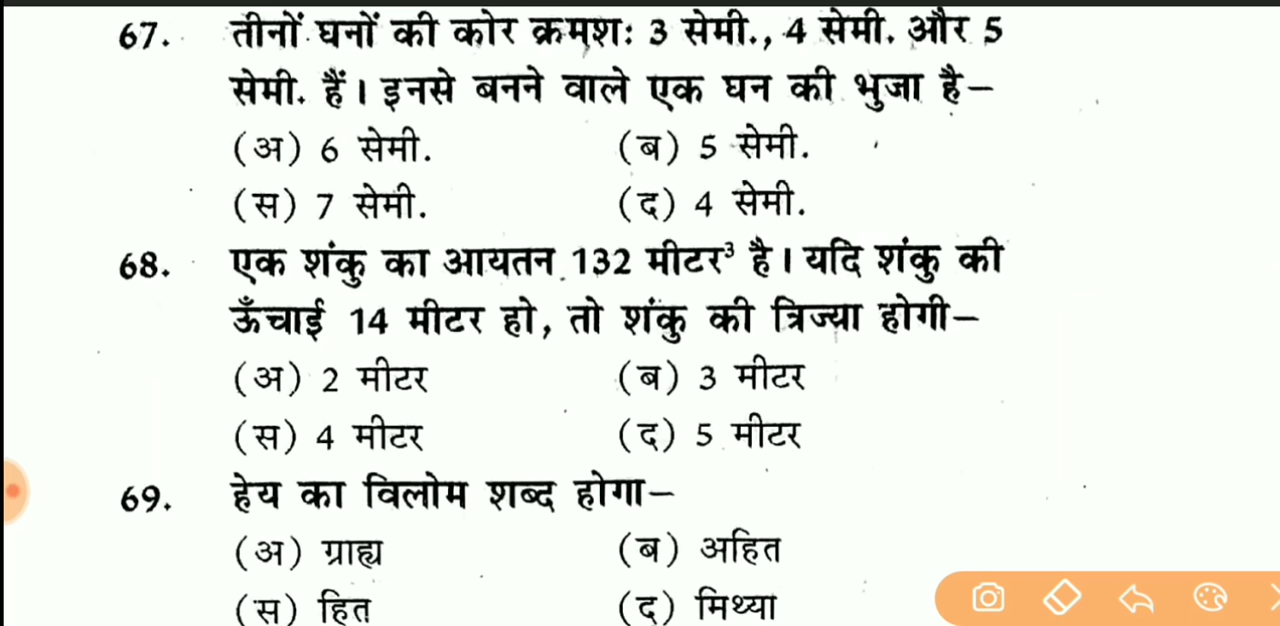 67. तीनों घनों की कोर क्रमशः 3 सेमी., 4 सेमी. और 5
सेमी. हैं। इनसे बनने वाले एक घन की भुजा है–
(अ) 6 सेमी. (ब) 5 सेमी.
(स) 7 सेमी. (द) 4 सेमी.
68. एक शंकु का आयतन 132 मीटर³ है। यदि शंकु की
ऊँचाई 14 मीटर हो, तो शंकु की त्रिज्या होगी–
(अ) 2 मीटर (ब) 3 मीटर
(स) 4 मीटर (द) 5 मीटर
69. हेय का विलोम शब्द होगा–
(अ) ग्राह्य (ब) अहित
(स) हित (द) मिथ्या